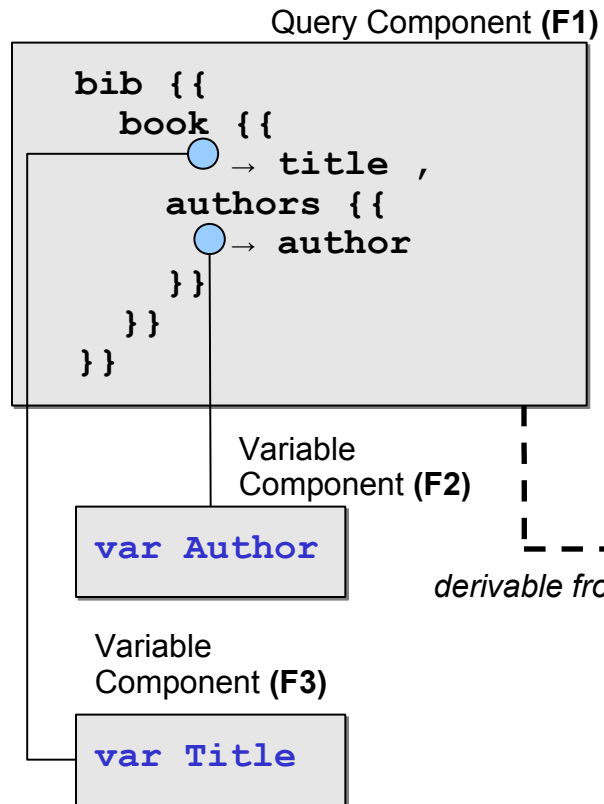 Query Component (F1)
bib {{
book {{
→ title ,
authors {{
→ author
}}
}}
}}
Variable
Component (F2)
var Author
derivable fro
Variable
Component (F3)
var Title